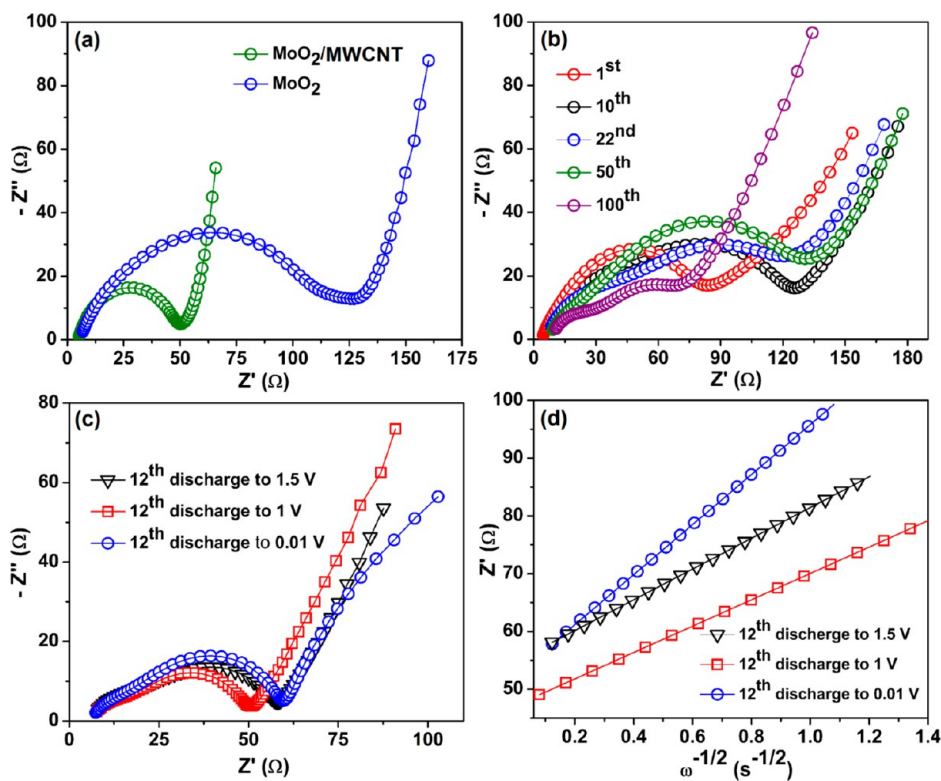 (a)
MoO₂/MWCNT
MoO₂
- Z'' (Ω)
100
80
60
40
20
0
0 25 50 75 100 125 150 175
Z' (Ω)
(b)
1ˢᵗ
10ᵗʰ
22ⁿᵈ
50ᵗʰ
100ᵗʰ
- Z'' (Ω)
100
80
60
40
20
0
0 30 60 90 120 150 180
Z' (Ω)
(c)
12ᵗʰ discharge to 1.5 V
12ᵗʰ discharge to 1 V
12ᵗʰ discharge to 0.01 V
- Z'' (Ω)
80
60
40
20
0
0 25 50 75 100
Z' (Ω)
(d)
Z' (Ω)
100
90
80
70
60
50
12ᵗʰ discherge to 1.5 V
12ᵗʰ discharge to 1 V
12ᵗʰ discharge to 0.01 V
0.2 0.4 0.6 0.8 1.0 1.2 1.4
ω⁻¹ᐟ² (s⁻¹ᐟ²)